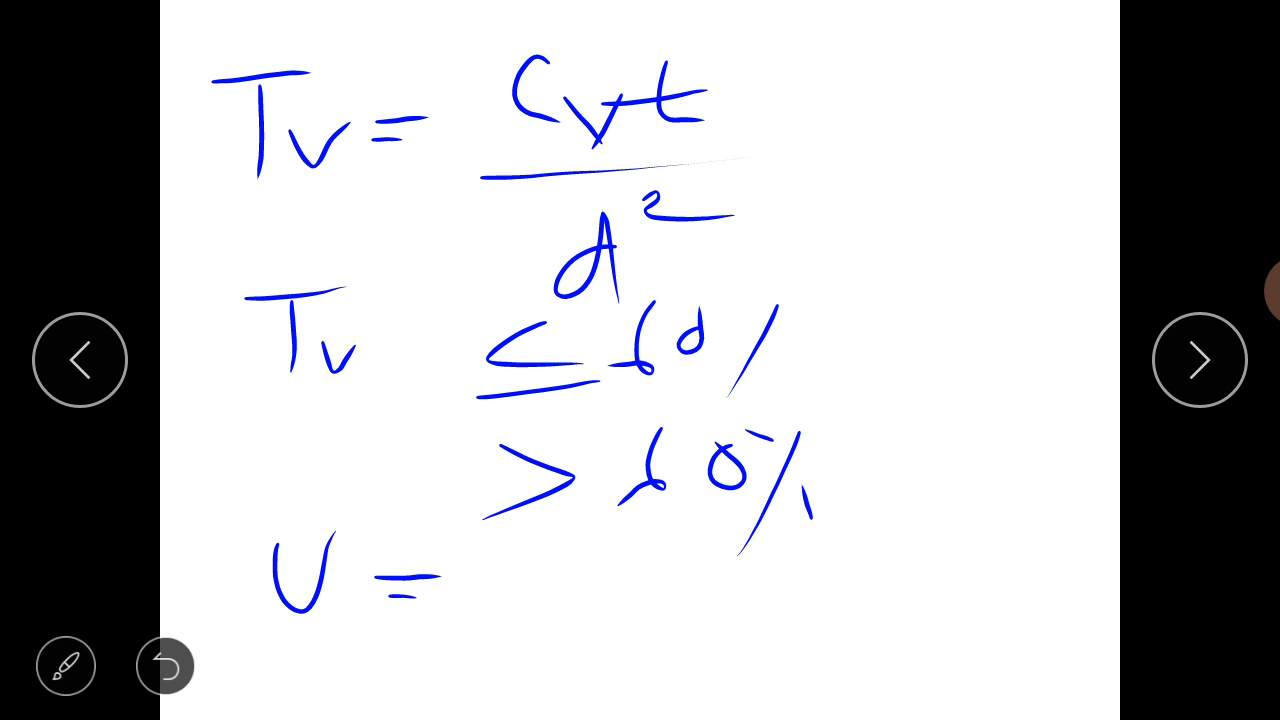 Tv = Cvt / d²
Tv ≤ 60%
> 60%
U =